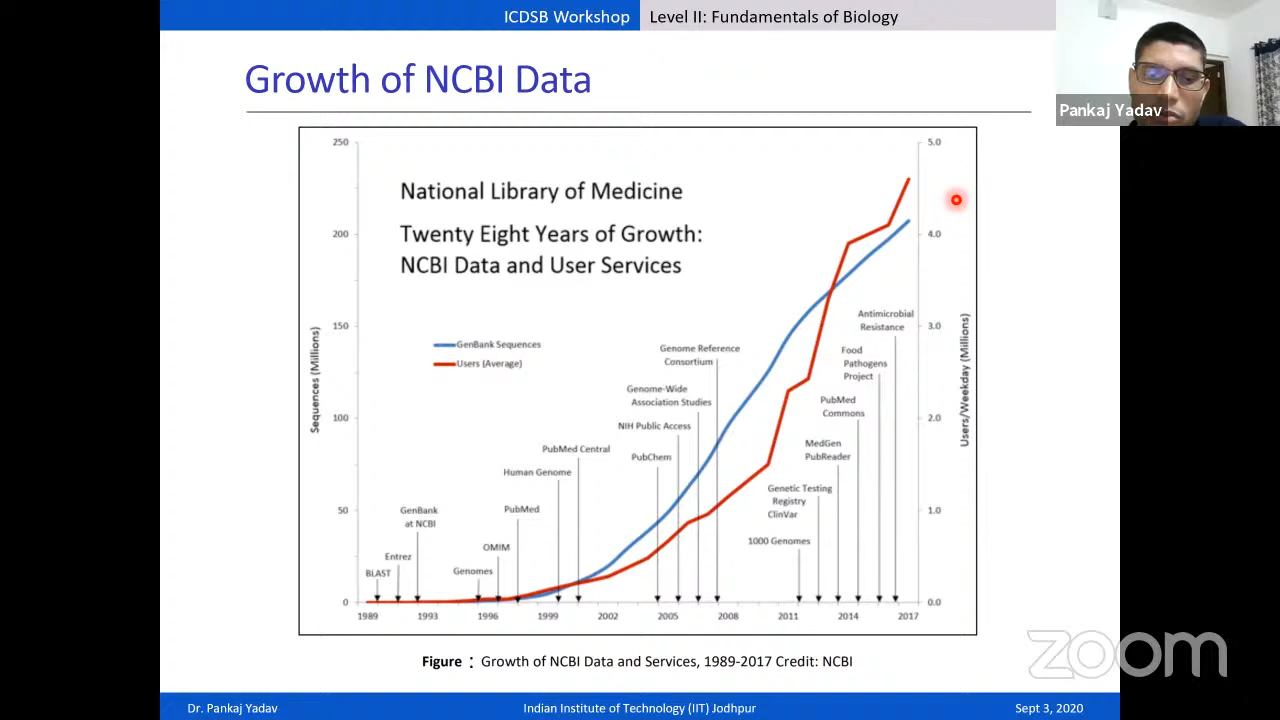 ICDSB Workshop
Level II: Fundamentals of Biology
Growth of NCBI Data
Pankaj Yadav
250
5.0
National Library of Medicine
200
Twenty Eight Years of Growth:
4.0
NCBI Data and User Services
Antimicrobial
Resistance
150
3.0
GenBank Sequences
Users (Average)
Genome Reference
Consortium
Food
Pathogens
Project
Sequences (Millions)
Users/Weekday (Millions)
Genome-Wide
Association Studies
PubMed
Commons
100
2.0
NIH Public Access
MedGen
PubReader
PubMed Central
PubChem
Human Genome
Genetic Testing
Registry
ClinVar
50
1.0
GenBank
at NCBI
PubMed
1000 Genomes
OMIM
Entrez
BLAST
Genomes
0
0.0
1989 1993 1996 1999 2002 2005 2008 2011 2014 2017
Figure : Growth of NCBI Data and Services, 1989-2017 Credit: NCBI
zoom
Dr. Pankaj Yadav
Indian Institute of Technology (IIT) Jodhpur
Sept 3, 2020